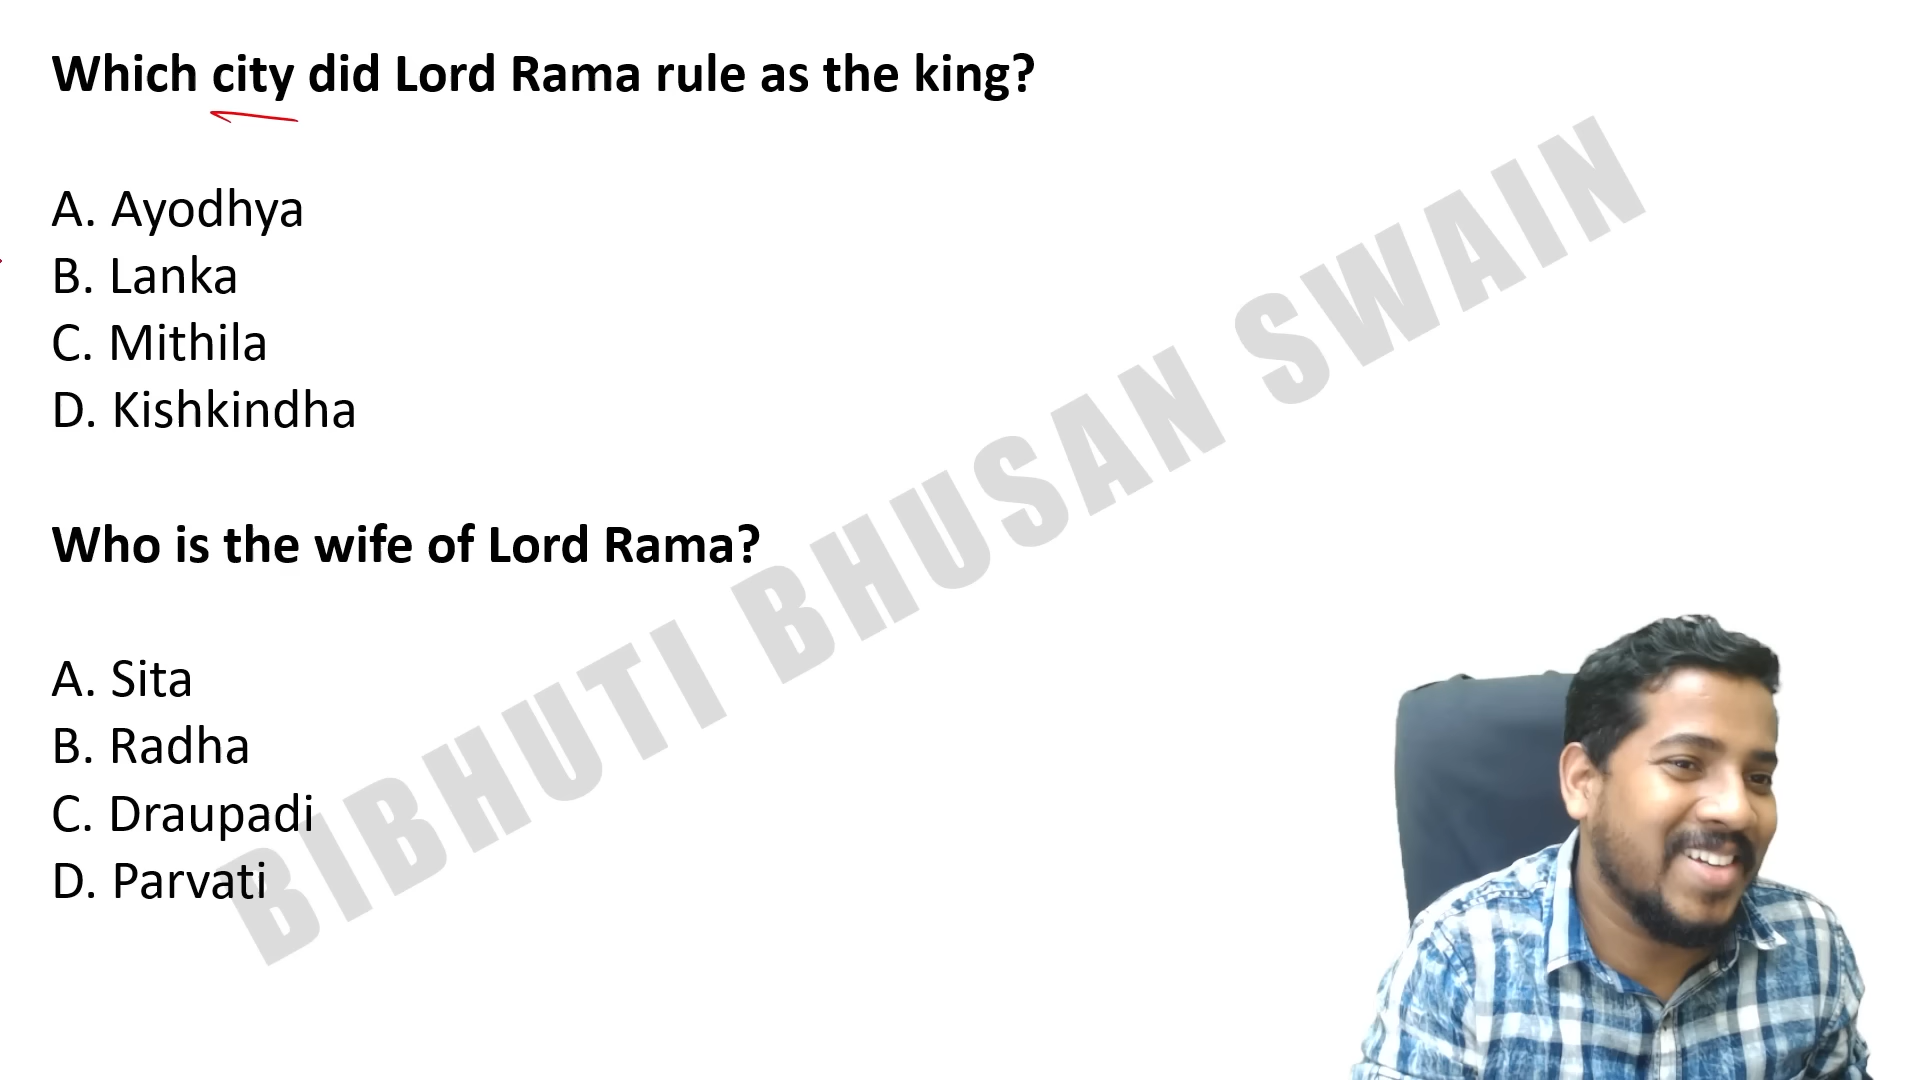 Which city did Lord Rama rule as the king?
A. Ayodhya
B. Lanka
C. Mithila
D. Kishkindha
Who is the wife of Lord Rama?
A. Sita
B. Radha
C. Draupadi
D. Parvati
BIBHUTI BHUSAN SWAIN